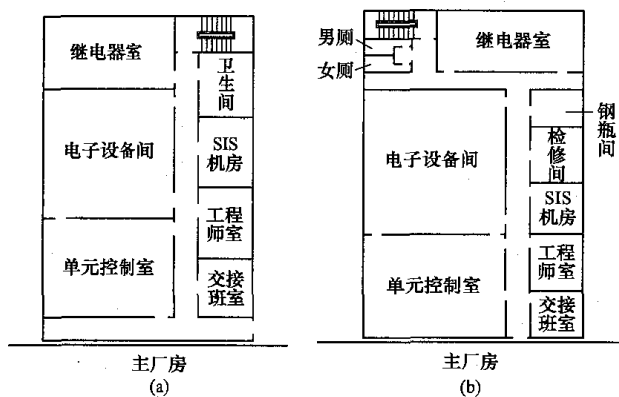 继电器室
卫
生
间
电子设备间
SIS
机房
工程
师室
单元控制室
交接
班室
主厂房
(a)
男厕
女厕
继电器室
钢
瓶
间
检
修
间
电子设备间
SIS
机房
工程
师室
单元控制室
交接
班室
主厂房
(b)